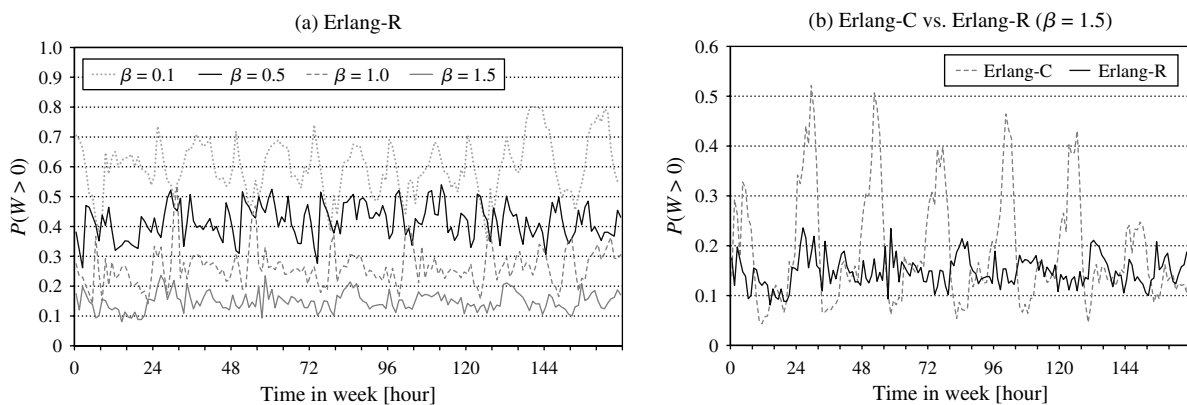 (a) Erlang-R
P(W > 0)
1.0
0.9
0.8
0.7
0.6
0.5
0.4
0.3
0.2
0.1
0
β = 0.1 β = 0.5 β = 1.0 β = 1.5
0 24 48 72 96 120 144
Time in week [hour]
(b) Erlang-C vs. Erlang-R (β = 1.5)
P(W > 0)
0.6
0.5
0.4
0.3
0.2
0.1
0
Erlang-C Erlang-R
0 24 48 72 96 120 144
Time in week [hour]